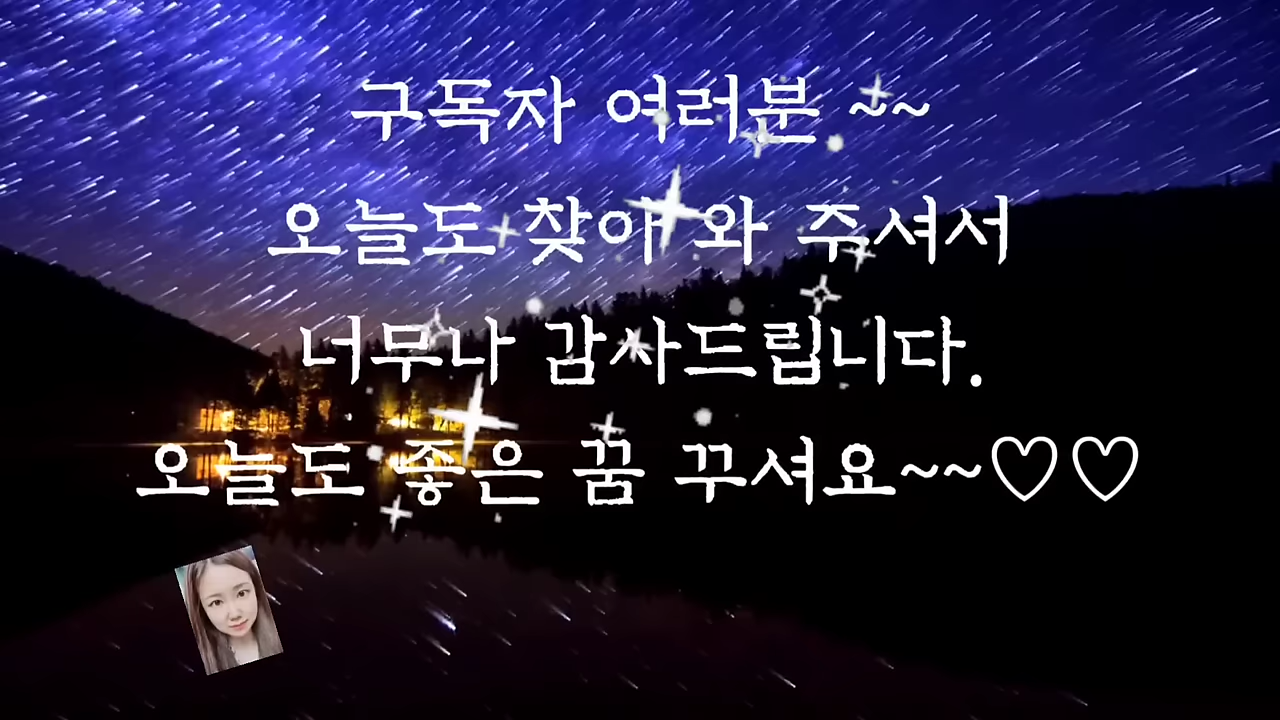 구독자 여러분 ~~
오늘도 찾아 와 주셔서
너무나 감사드립니다.
오늘도 좋은 꿈 꾸셔요~~♡♡